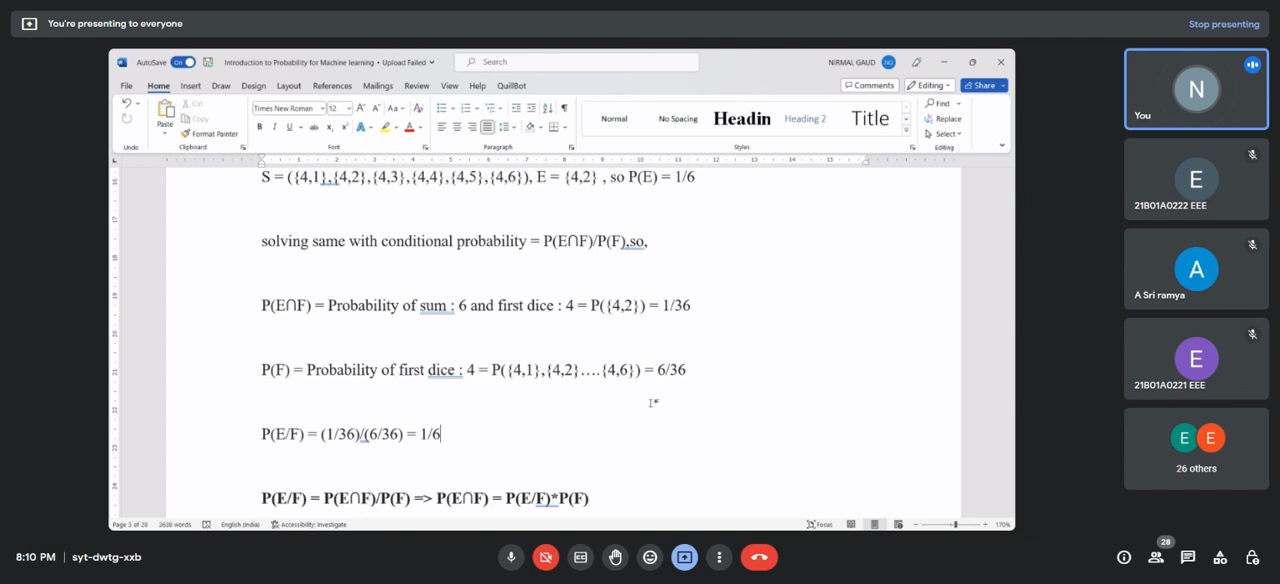 You're presenting to everyone
Stop presenting
AutoSave On Introduction to Probability for Machine learning • Upload Failed Search NIRMAL GAUD NG
File Home Insert Draw Design Layout References Mailings Review View Help QuillBot Comments Editing Share
Paste Cut Copy Format Painter Times New Roman 12 Normal No Spacing Headin Heading 2 Title Find Replace Select
Undo Clipboard Font Paragraph Styles Editing
S = ({4,1},{4,2},{4,3},{4,4},{4,5},{4,6}), E = {4,2} , so P(E) = 1/6
solving same with conditional probability = P(E∩F)/P(F),so,
P(E∩F) = Probability of sum : 6 and first dice : 4 = P({4,2}) = 1/36
P(F) = Probability of first dice : 4 = P({4,1},{4,2}….{4,6}) = 6/36
P(E/F) = (1/36)/(6/36) = 1/6
P(E/F) = P(E∩F)/P(F) => P(E∩F) = P(E/F)*P(F)
Page 3 of 28 3638 words English (India) Accessibility: Investigate Focus 170%
N
You
E
21B01A0222 EEE
A
A Sri ramya
E
21B01A0221 EEE
E E
26 others
8:10 PM | syt-dwtg-xxb
28